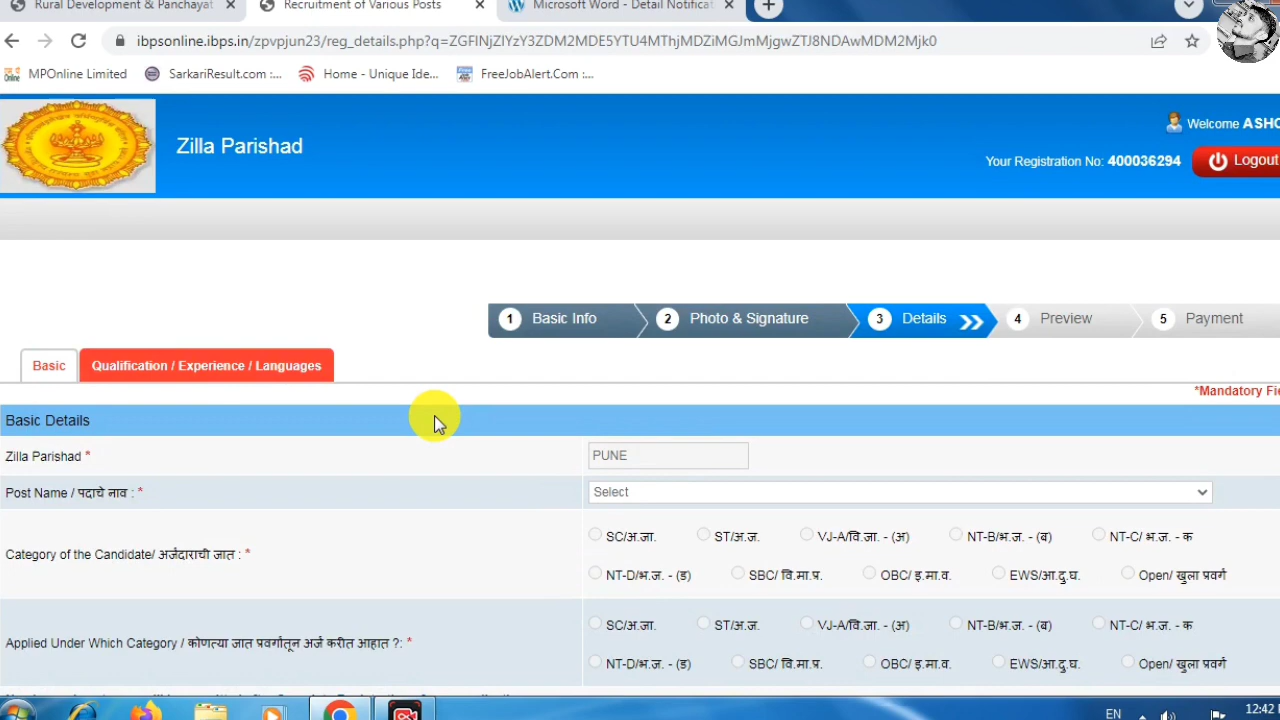 Rural Development & Panchayat
Recruitment of Various Posts
Microsoft Word - Detail Notificat
ibpsonline.ibps.in/zpvpjun23/reg_details.php?q=ZGFlNjZlYzY3ZDM2MDE5YTU4MThjMDZiMGJmMjgwZTJ8NDAwMDM2Mjk0
MPOnline Limited
SarkariResult.com :...
Home - Unique Ide...
FreeJobAlert.Com :...
Zilla Parishad
Welcome ASHO
Your Registration No: 400036294
Logout
1 Basic Info
2 Photo & Signature
3 Details
4 Preview
5 Payment
Basic
Qualification / Experience / Languages
*Mandatory Fie
Basic Details
Zilla Parishad *
PUNE
Post Name / पदाचे नाव : *
Select
Category of the Candidate/ अर्जदाराची जात : *
SC/अ.जा. ST/अ.ज. VJ-A/वि.जा. - (अ) NT-B/भ.ज. - (ब) NT-C/ भ.ज. - क
NT-D/भ.ज. - (ड) SBC/ वि.मा.प्र. OBC/ इ.मा.व. EWS/आ.दु.घ. Open/ खुला प्रवर्ग
Applied Under Which Category / कोणत्या जात प्रवर्गातून अर्ज करीत आहात ?: *
SC/अ.जा. ST/अ.ज. VJ-A/वि.जा. - (अ) NT-B/भ.ज. - (ब) NT-C/ भ.ज. - क
NT-D/भ.ज. - (ड) SBC/ वि.मा.प्र. OBC/ इ.मा.व. EWS/आ.दु.घ. Open/ खुला प्रवर्ग
EN
12:42